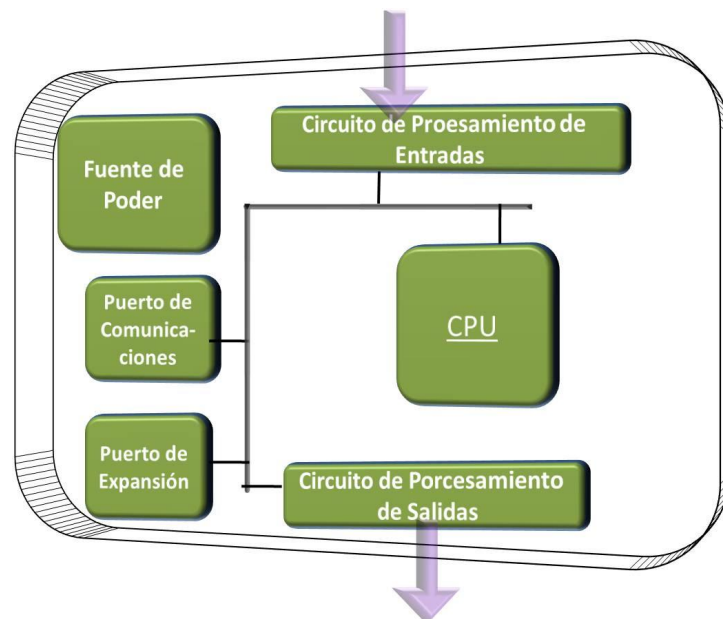 Circuito de Proesamiento de
Entradas
Fuente de
Poder
Puerto de
Comunica-
ciones
CPU
Puerto de
Expansión
Circuito de Porcesamiento
de Salidas